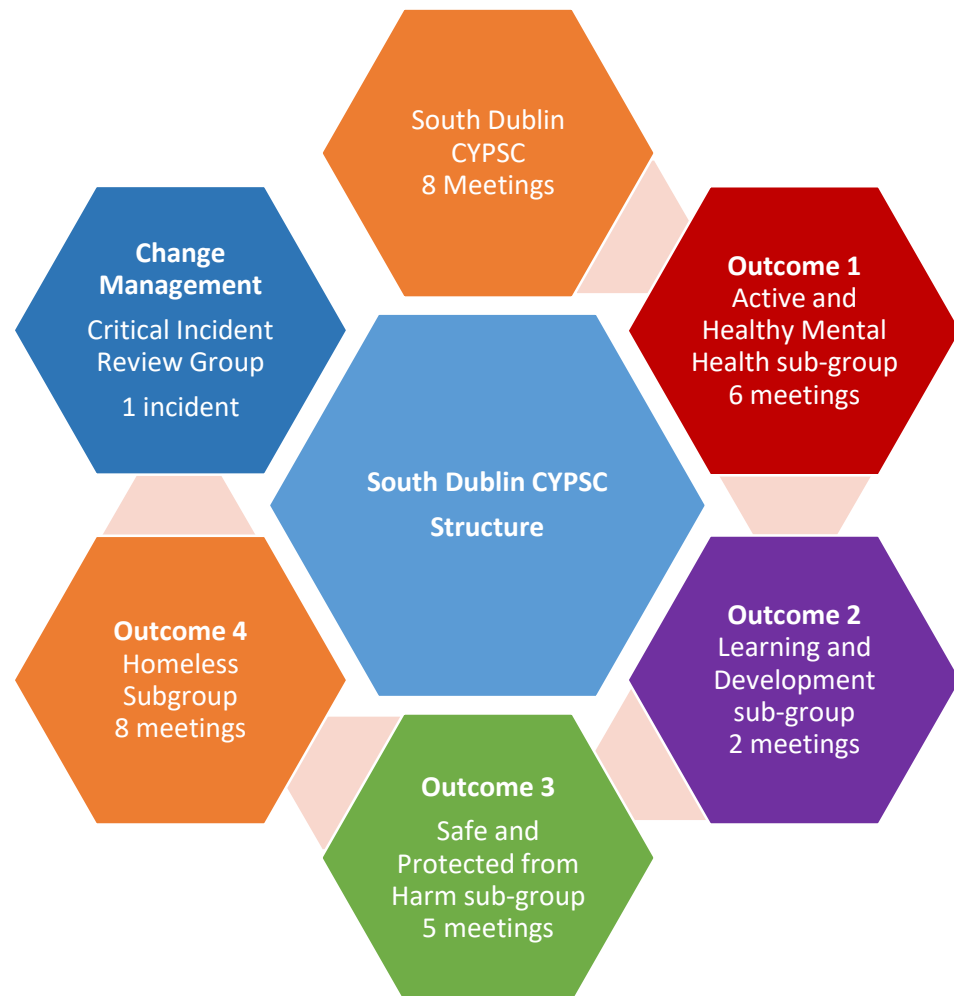 South Dublin
CYPSC
8 Meetings
Change
Management
Critical Incident
Review Group
1 incident
Outcome 1
Active and
Healthy Mental
Health sub-group
6 meetings
South Dublin CYPSC
Structure
Outcome 4
Homeless
Subgroup
8 meetings
Outcome 2
Learning and
Development
sub-group
2 meetings
Outcome 3
Safe and
Protected from
Harm sub-group
5 meetings